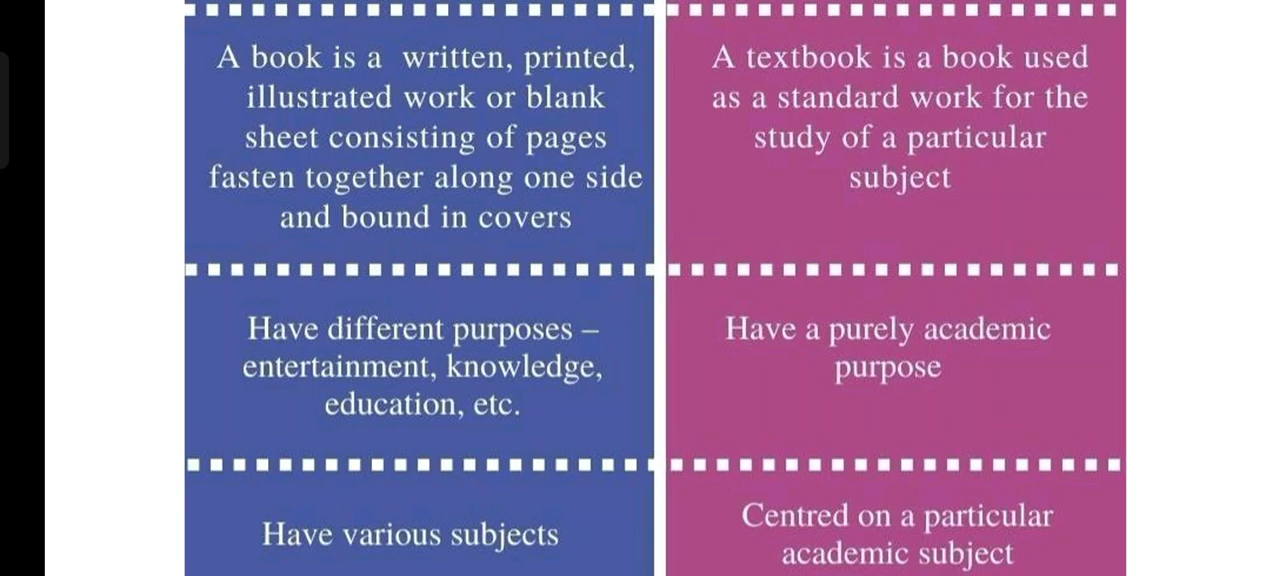 A book is a written, printed,
illustrated work or blank
sheet consisting of pages
fasten together along one side
and bound in covers
A textbook is a book used
as a standard work for the
study of a particular
subject
Have different purposes –
entertainment, knowledge,
education, etc.
Have a purely academic
purpose
Have various subjects
Centred on a particular
academic subject